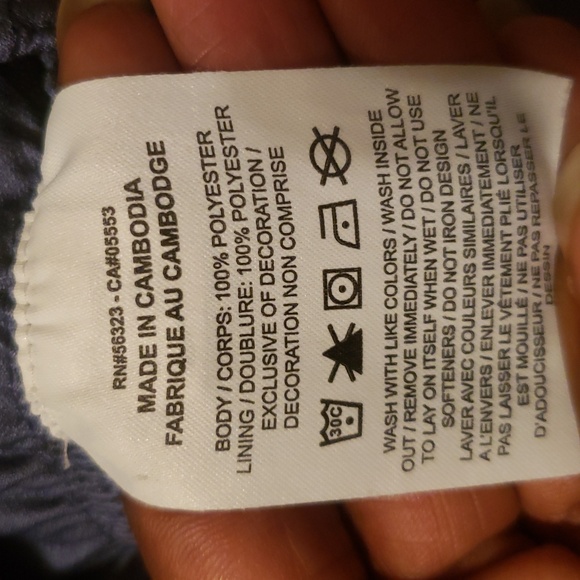 RN#56323 - CA#05553
MADE IN CAMBODIA
FABRIQUE AU CAMBODGE
BODY / CORPS: 100% POLYESTER
LINING / DOUBLURE: 100% POLYESTER
EXCLUSIVE OF DECORATION /
DECORATION NON COMPRISE
30C
WASH WITH LIKE COLORS / WASH INSIDE
OUT / REMOVE IMMEDIATELY / DO NOT ALLOW
TO LAY ON ITSELF WHEN WET / DO NOT USE
SOFTENERS / DO NOT IRON DESIGN
LAVER AVEC COULEURS SIMILAIRES / LAVER
A L'ENVERS / ENLEVER IMMEDIATEMENT / NE
PAS LAISSER LE VÊTEMENT PLIÉ LORSQU'IL
EST MOUILLÉ / NE PAS UTILISER
D'ADOUCISSEUR / NE PAS REPASSER LE
DESSIN